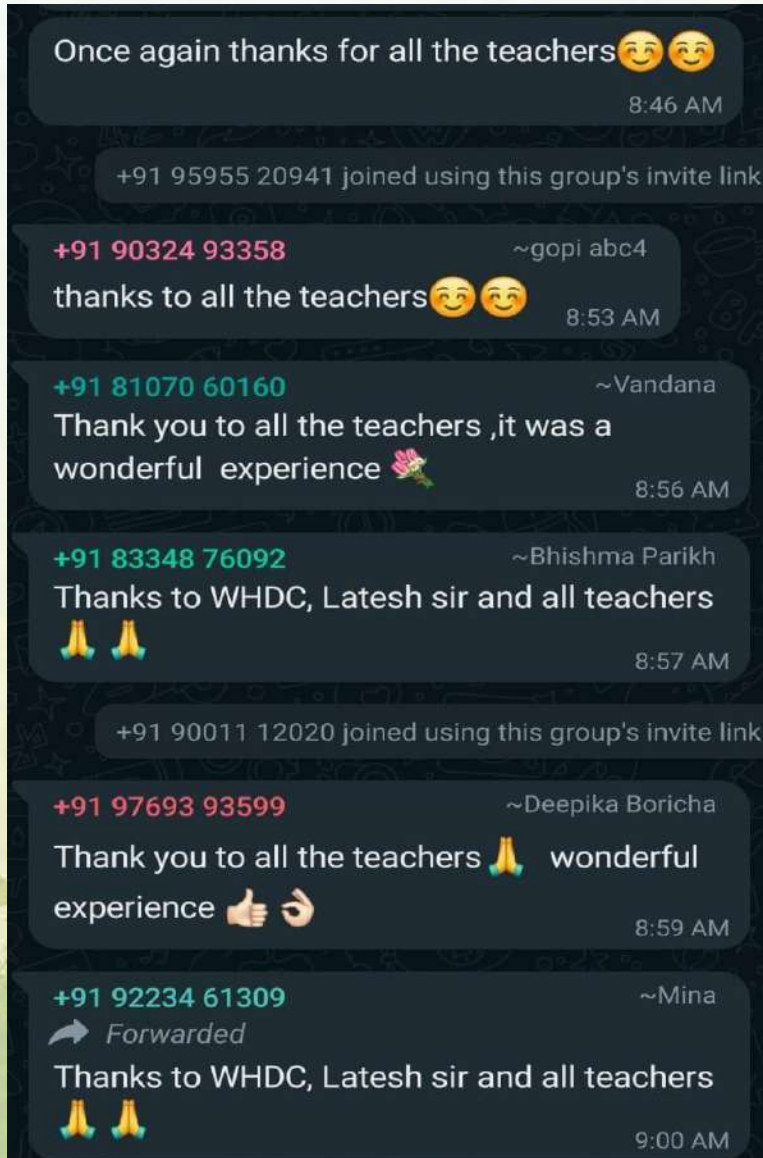 Once again thanks for all the teachers😊😊
8:46 AM
+91 95955 20941 joined using this group's invite link
+91 90324 93358 ~gopi abc4
thanks to all the teachers😊😊
8:53 AM
+91 81070 60160 ~Vandana
Thank you to all the teachers ,it was a
wonderful experience 💐
8:56 AM
+91 83348 76092 ~Bhishma Parikh
Thanks to WHDC, Latesh sir and all teachers
🙏 🙏
8:57 AM
+91 90011 12020 joined using this group's invite link
+91 97693 93599 ~Deepika Boricha
Thank you to all the teachers 🙏 wonderful
experience 👍🏻 👌🏻
8:59 AM
+91 92234 61309 ~Mina
Forwarded
Thanks to WHDC, Latesh sir and all teachers
🙏 🙏
9:00 AM